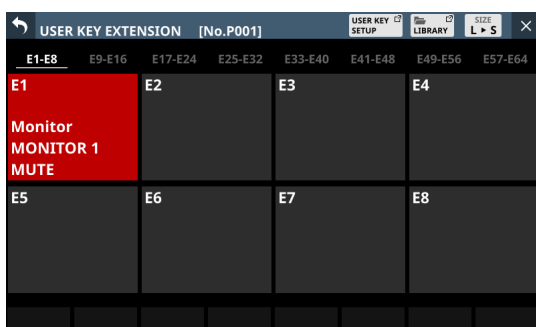 USER KEY EXTENSION [No.P001]
USER KEY SETUP
LIBRARY
SIZE
L ▸ S
E1-E8 E9-E16 E17-E24 E25-E32 E33-E40 E41-E48 E49-E56 E57-E64
E1 E2 E3 E4
Monitor
MONITOR 1
MUTE
E5 E6 E7 E8